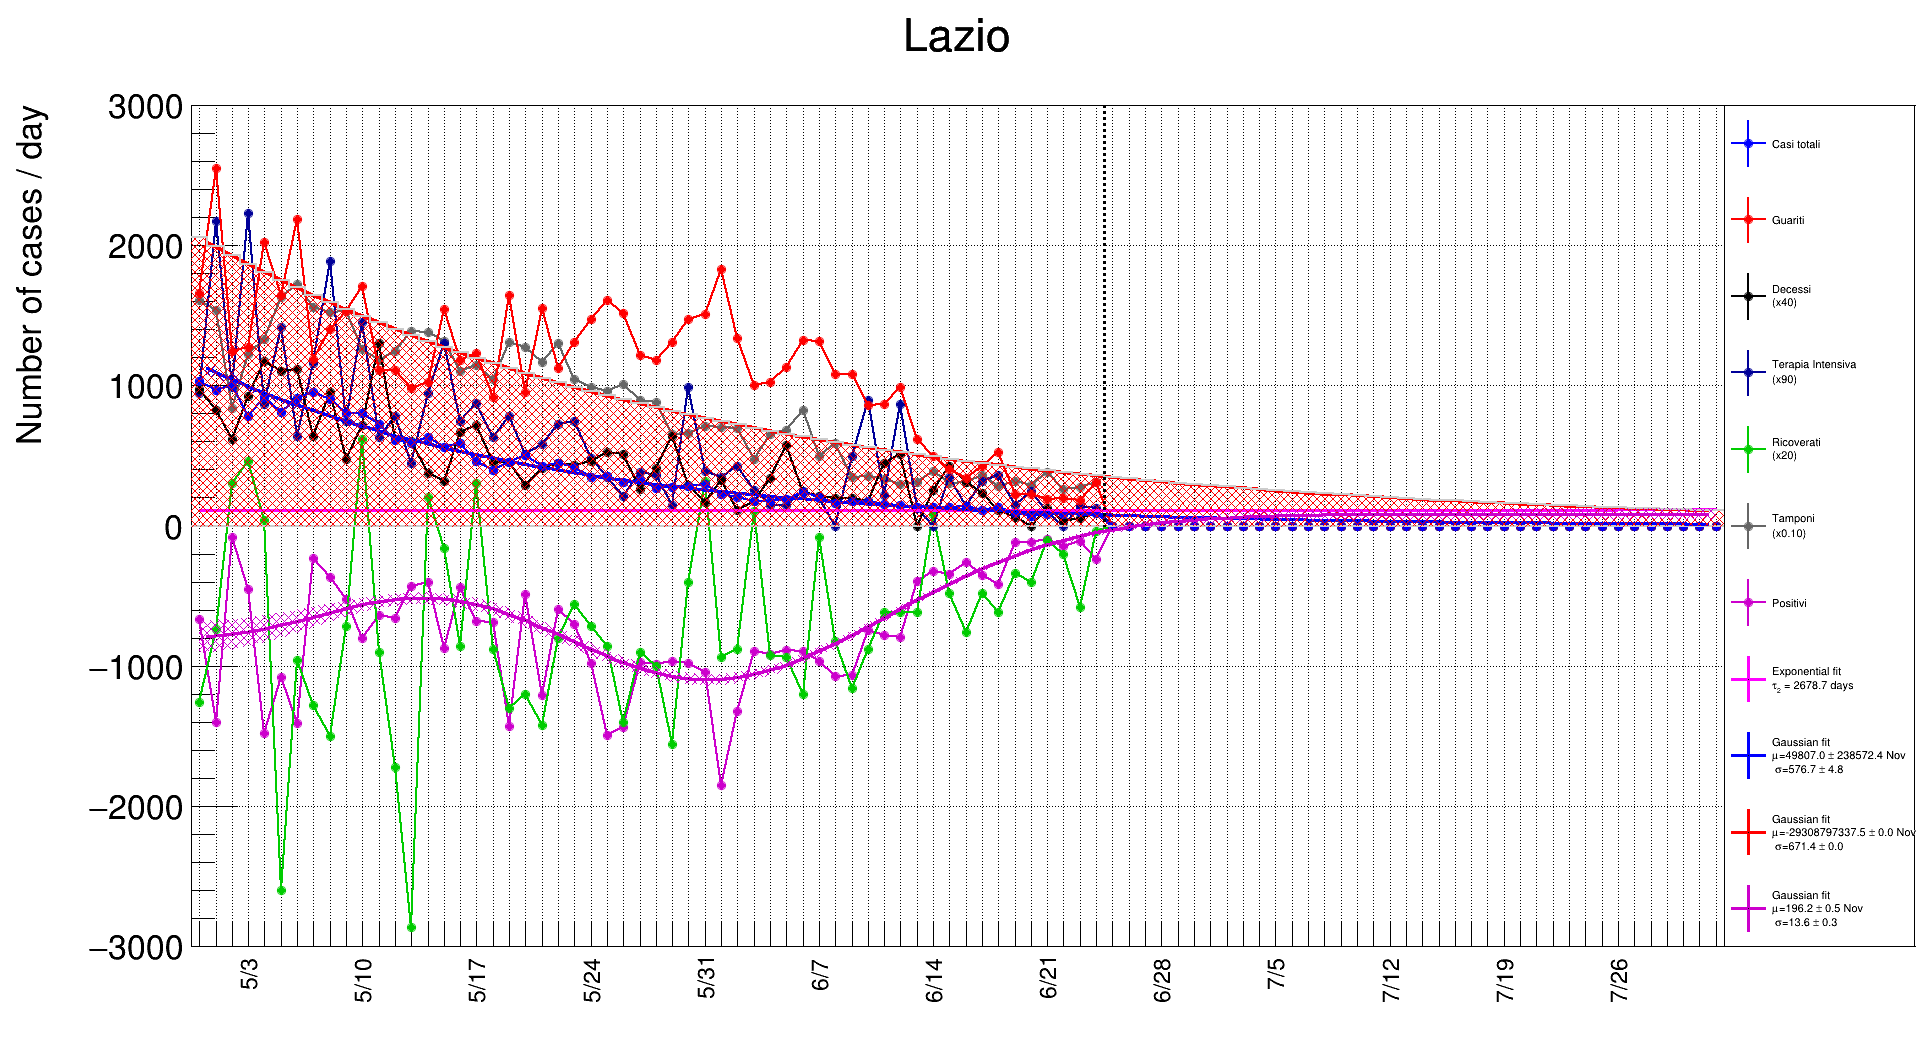 Lazio
Number of cases / day
3000
2000
1000
0
−1000
−2000
−3000
5/3
5/10
5/17
5/24
5/31
6/7
6/14
6/21
6/28
7/5
7/12
7/19
7/26
Casi totali
Guariti
Decessi
(x40)
Terapia Intensiva
(x90)
Ricoverati
(x20)
Tamponi
(x0.10)
Positivi
Exponential fit
τ₂ = 2678.7 days
Gaussian fit
μ=49807.0 ± 238572.4 Nov
σ=576.7 ± 4.8
Gaussian fit
μ=-29308797337.5 ± 0.0 Nov
σ=671.4 ± 0.0
Gaussian fit
μ=196.2 ± 0.5 Nov
σ=13.6 ± 0.3